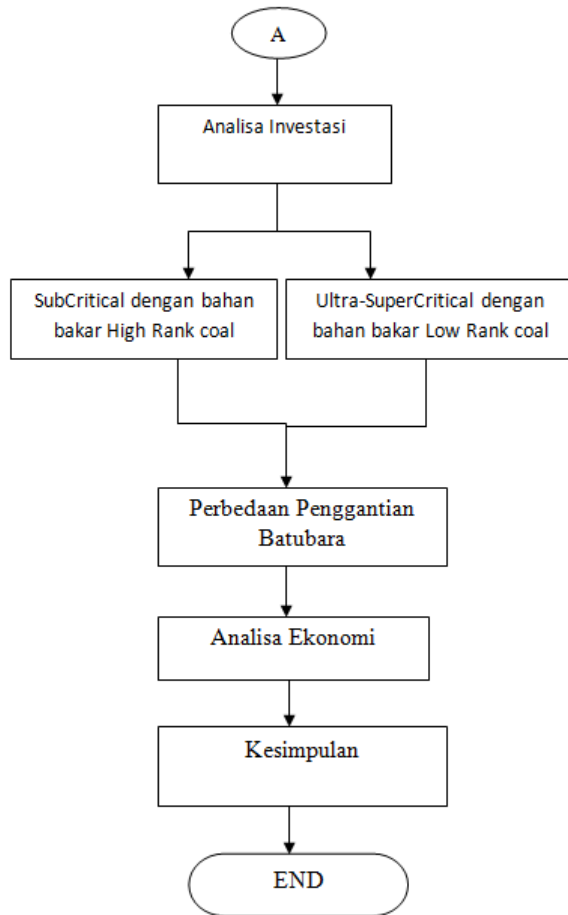 A
Analisa Investasi
SubCritical dengan bahan
bakar High Rank coal
Ultra-SuperCritical dengan
bahan bakar Low Rank coal
Perbedaan Penggantian
Batubara
Analisa Ekonomi
Kesimpulan
END